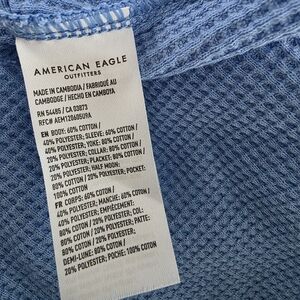 AMERICAN EAGLE
OUTFITTERS
MADE IN CAMBODIA / FABRIQUÉ AU
CAMBODGE / HECHO EN CAMBOYA
RN 54485 / CA 03873
RFC# AEM120605U9A
EN BODY: 60% COTTON/
40% POLYESTER; SLEEVE: 60% COTTON/
40% POLYESTER; YOKE: 80% COTTON/
20% POLYESTER; COLLAR: 80% COTTON/
20% POLYESTER; PLACKET: 80% COTTON/
20% POLYESTER; HALF MOON:
80% COTTON / 20% POLYESTER; POCKET:
100% COTTON
FR CORPS: 60% COTON /
40% POLYESTER; MANCHE: 60% COTON /
40% POLYESTER; EMPIÈCEMENT:
80% COTON / 20% POLYESTER; COL:
80% COTON / 20% POLYESTER; PATTE:
80% COTON / 20% POLYESTER;
DEMI-LUNE: 80% COTON /
20% POLYESTER; POCHE: 100% COTON